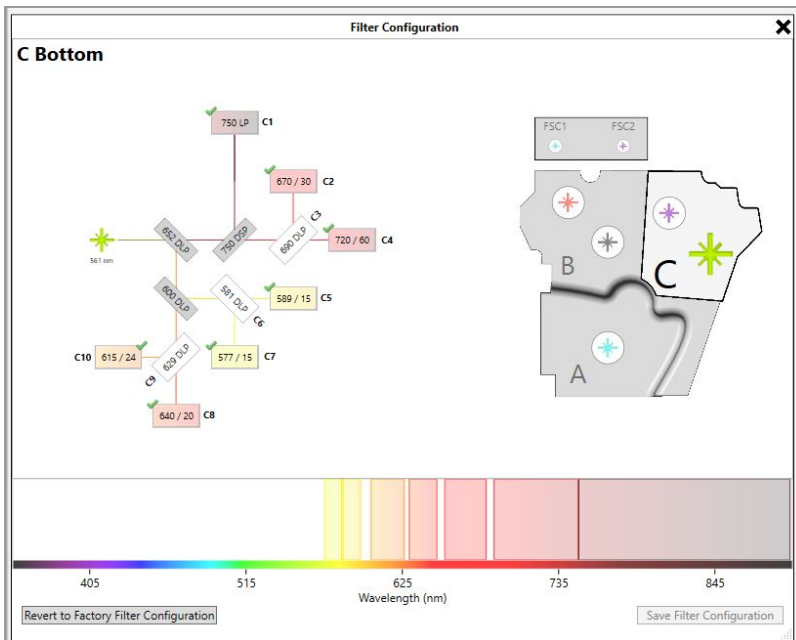 Filter Configuration
C Bottom
750 LP
C1
670 / 30
C2
C3
652 DLP
750 DSP
690 DLP
720 / 60
C4
561 nm
600 DLP
581 DLP
589 / 15
C5
C6
C10
615 / 24
629 DLP
577 / 15
C7
C9
640 / 20
C8
FSC1
FSC2
B
C
A
405
515
625
735
845
Wavelength (nm)
Revert to Factory Filter Configuration
Save Filter Configuration